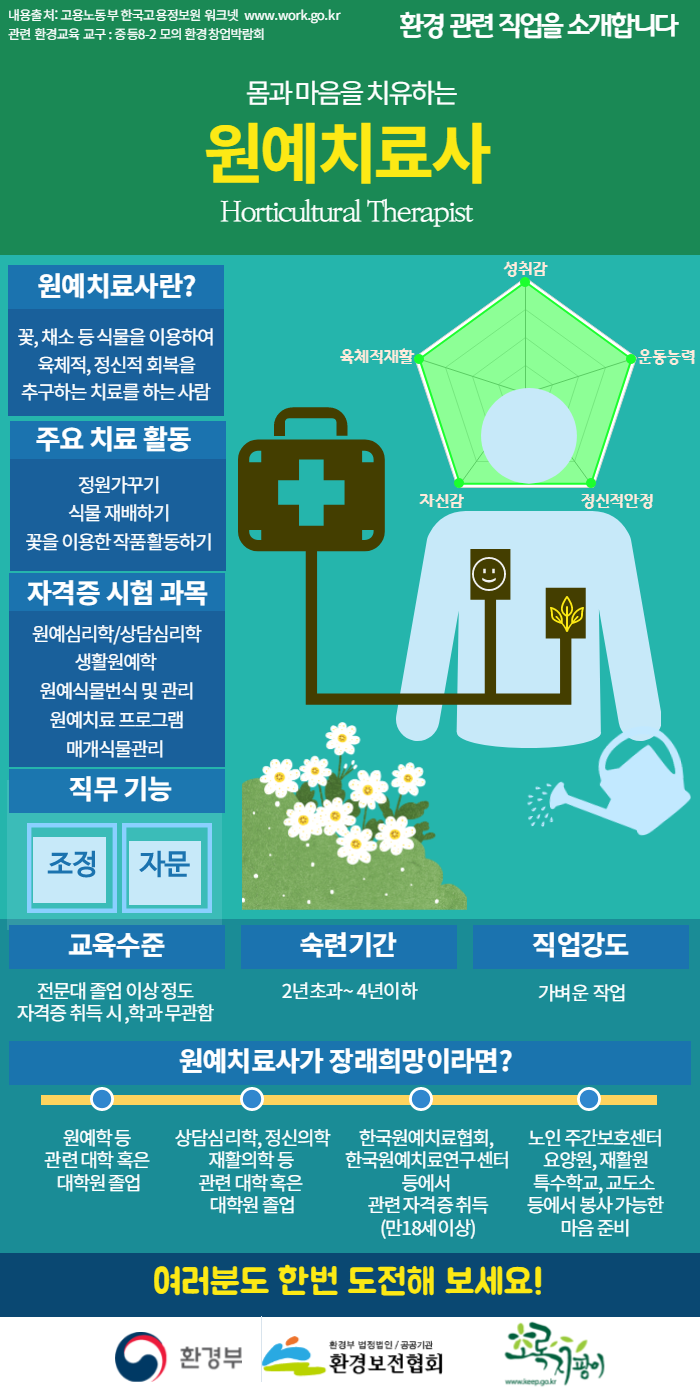 내용출처: 고용노동부 한국고용정보원 워크넷 www.work.go.kr
관련 환경교육 교구 : 중등8-2 모의 환경창업박람회
환경 관련 직업을 소개합니다
몸과 마음을 치유하는
원예치료사
Horticultural Therapist
원예치료사란?
꽃, 채소 등 식물을 이용하여
육체적, 정신적 회복을
추구하는 치료를 하는 사람
주요 치료 활동
정원가꾸기
식물 재배하기
꽃을 이용한 작품 활동하기
자격증 시험 과목
원예심리학/상담심리학
생활원예학
원예식물번식 및 관리
원예치료 프로그램
매개식물관리
직무 기능
조정
자문
성취감
육체적재활
운동능력
자신감
정신적안정
교육수준
전문대 졸업 이상 정도
자격증 취득 시 ,학과 무관함
숙련기간
2년초과~ 4년이하
직업강도
가벼운 작업
원예치료사가 장래희망이라면?
원예학 등
관련 대학 혹은
대학원 졸업
상담심리학, 정신의학
재활의학 등
관련 대학 혹은
대학원 졸업
한국원예치료협회,
한국원예치료연구센터
등에서
관련 자격증 취득
(만18세이상)
노인 주간보호센터
요양원, 재활원
특수학교, 교도소
등에서 봉사 가능한
마음 준비
여러분도 한번 도전해 보세요!
환경부
환경부 법정법인 / 공공기관
환경보전협회
초록지팡이
www.keep.go.kr